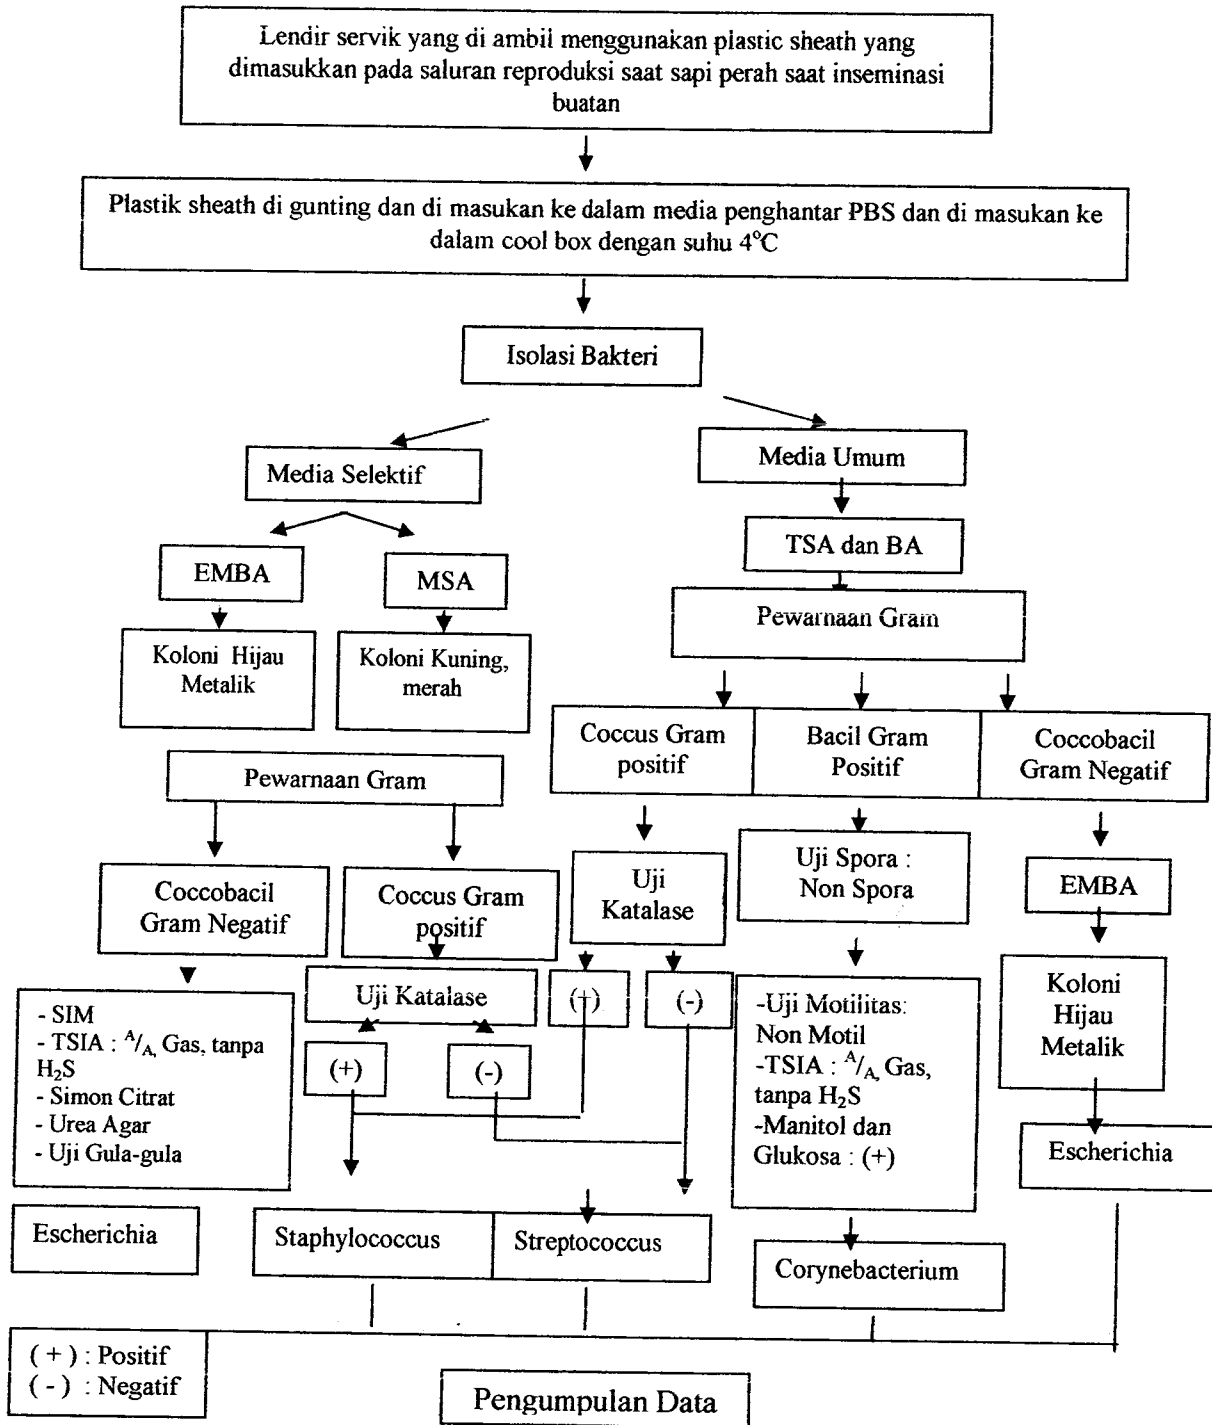 Lendir servik yang di ambil menggunakan plastic sheath yang
dimasukkan pada saluran reproduksi saat sapi perah saat inseminasi
buatan
Plastik sheath di gunting dan di masukan ke dalam media penghantar PBS dan di masukan ke
dalam cool box dengan suhu 4°C
Isolasi Bakteri
Media Selektif
Media Umum
EMBA
MSA
TSA dan BA
Koloni Hijau
Metalik
Koloni Kuning,
merah
Pewarnaan Gram
Pewarnaan Gram
Coccus Gram
positif
Bacil Gram
Positif
Coccobacil
Gram Negatif
Coccobacil
Gram Negatif
Coccus Gram
positif
Uji
Katalase
Uji Spora :
Non Spora
EMBA
Uji Katalase
(+)
(-)
(+)
(-)
- SIM
- TSIA : A/A, Gas, tanpa
H₂S
- Simon Citrat
- Urea Agar
- Uji Gula-gula
-Uji Motilitas:
Non Motil
-TSIA : A/A, Gas,
tanpa H₂S
-Manitol dan
Glukosa : (+)
Koloni
Hijau
Metalik
Escherichia
Escherichia
Staphylococcus
Streptococcus
Corynebacterium
( + ) : Positif
( - ) : Negatif
Pengumpulan Data